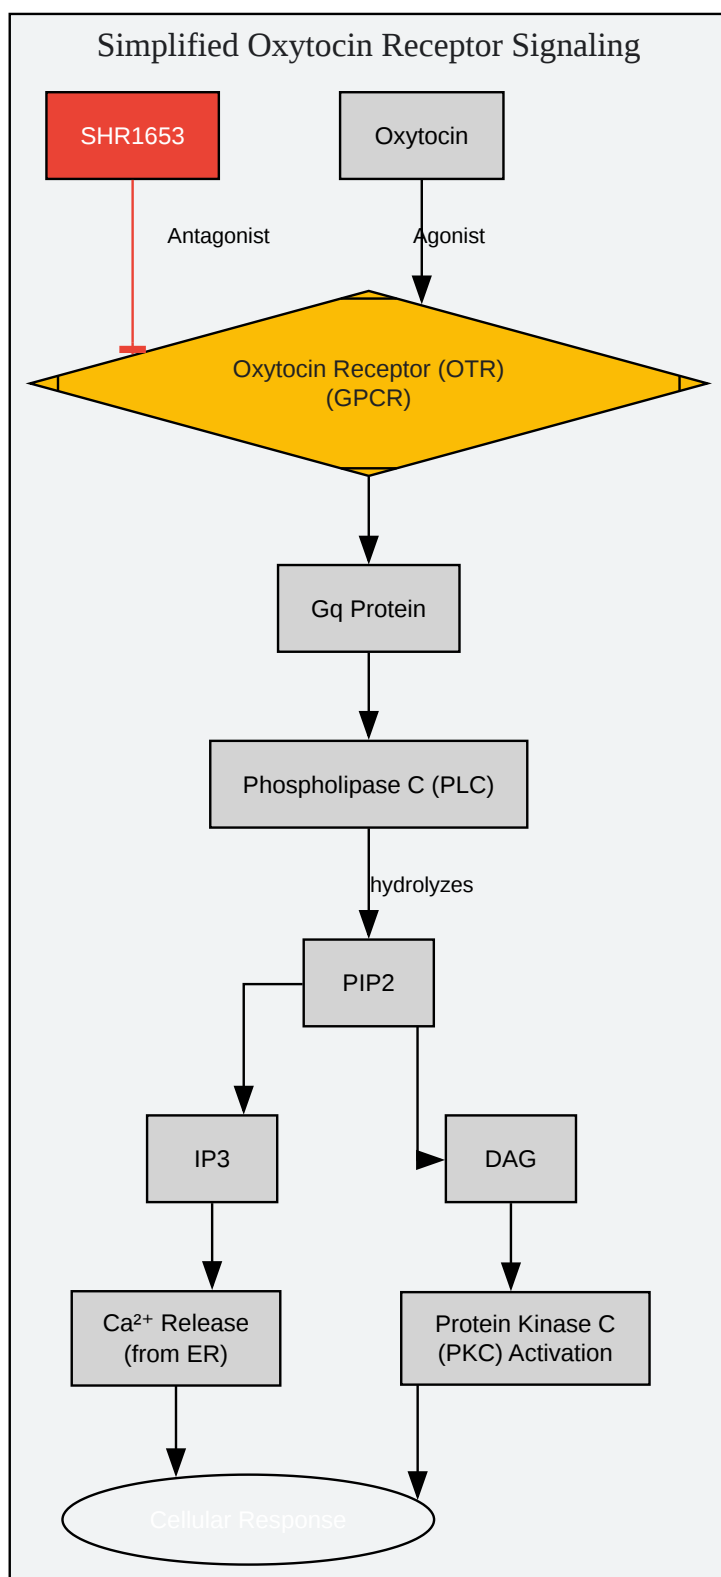 Simplified Oxytocin Receptor Signaling
SHR1653
Oxytocin
Antagonist
Agonist
Oxytocin Receptor (OTR)
(GPCR)
Gq Protein
Phospholipase C (PLC)
hydrolyzes
PIP2
IP3
DAG
Ca²⁺ Release
(from ER)
Protein Kinase C
(PKC) Activation
Cellular Response